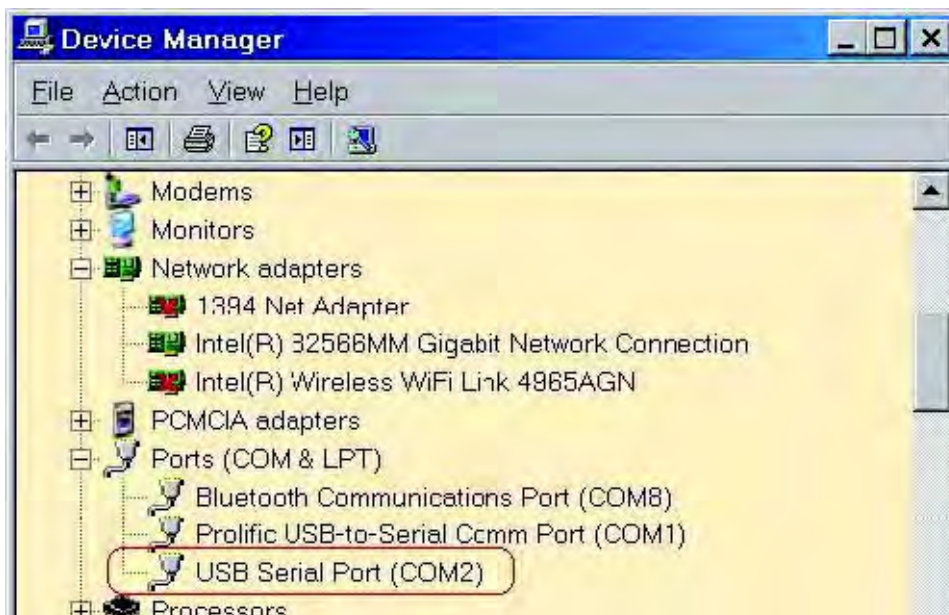 Device Manager
File Action View Help
Modems
Monitors
Network adapters
1394 Net Adapter
Intel(R) 82566MM Gigabit Network Connection
Intel(R) Wireless WiFi Link 4965AGN
PCMCIA adapters
Ports (COM & LPT)
Bluetooth Communications Port (COM8)
Prolific USB-to-Serial Comm Port (COM1)
USB Serial Port (COM2)
Processors